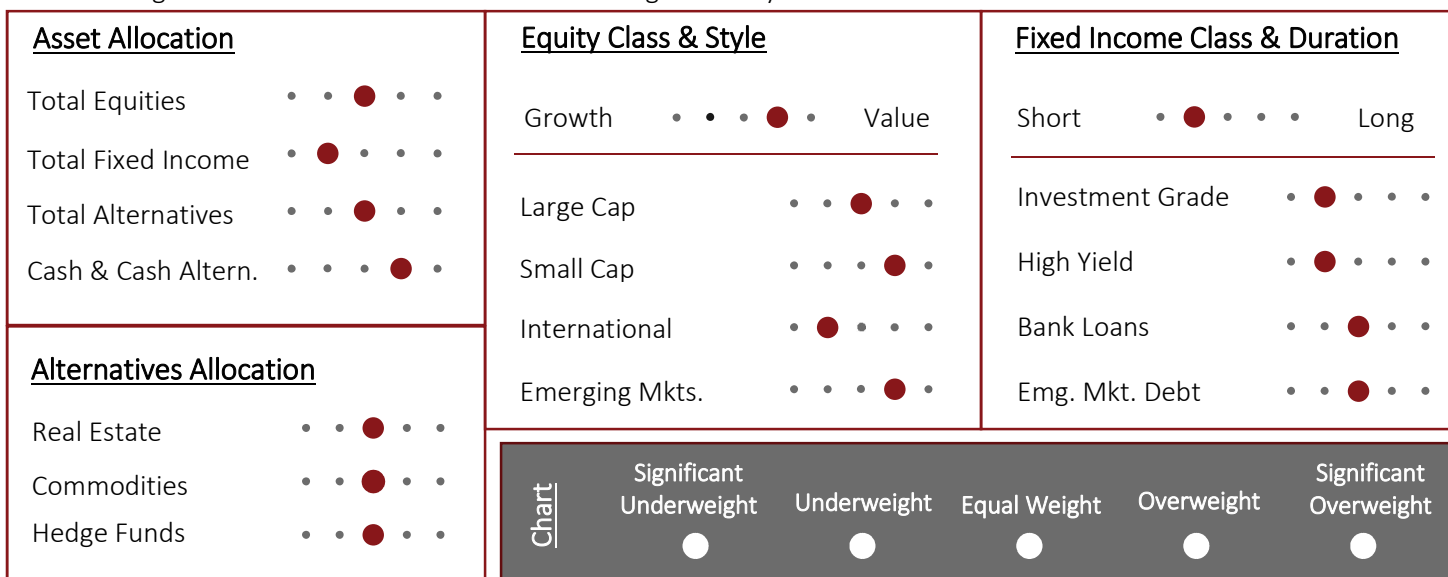 Asset Allocation
Total Equities
Total Fixed Income
Total Alternatives
Cash & Cash Altern.
Alternatives Allocation
Real Estate
Commodities
Hedge Funds
Equity Class & Style
Growth Value
Large Cap
Small Cap
International
Emerging Mkts.
Fixed Income Class & Duration
Short Long
Investment Grade
High Yield
Bank Loans
Emg. Mkt. Debt
Chart
Significant
Underweight
Underweight
Equal Weight
Overweight
Significant
Overweight